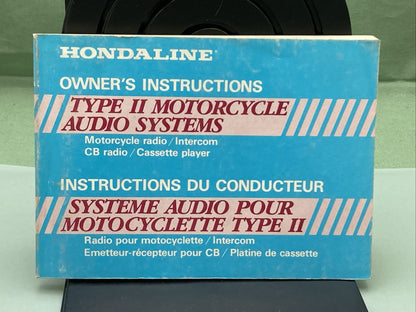 HONDALINE
OWNER'S INSTRUCTIONS
TYPE II MOTORCYCLE
AUDIO SYSTEMS
Motorcycle radio / Intercom
CB radio / Cassette player
INSTRUCTIONS DU CONDUCTEUR
SYSTEME AUDIO POUR
MOTOCYCLETTE TYPE II
Radio pour motocyclette / Intercom
Emetteur-récepteur pour CB / Platine de cassette